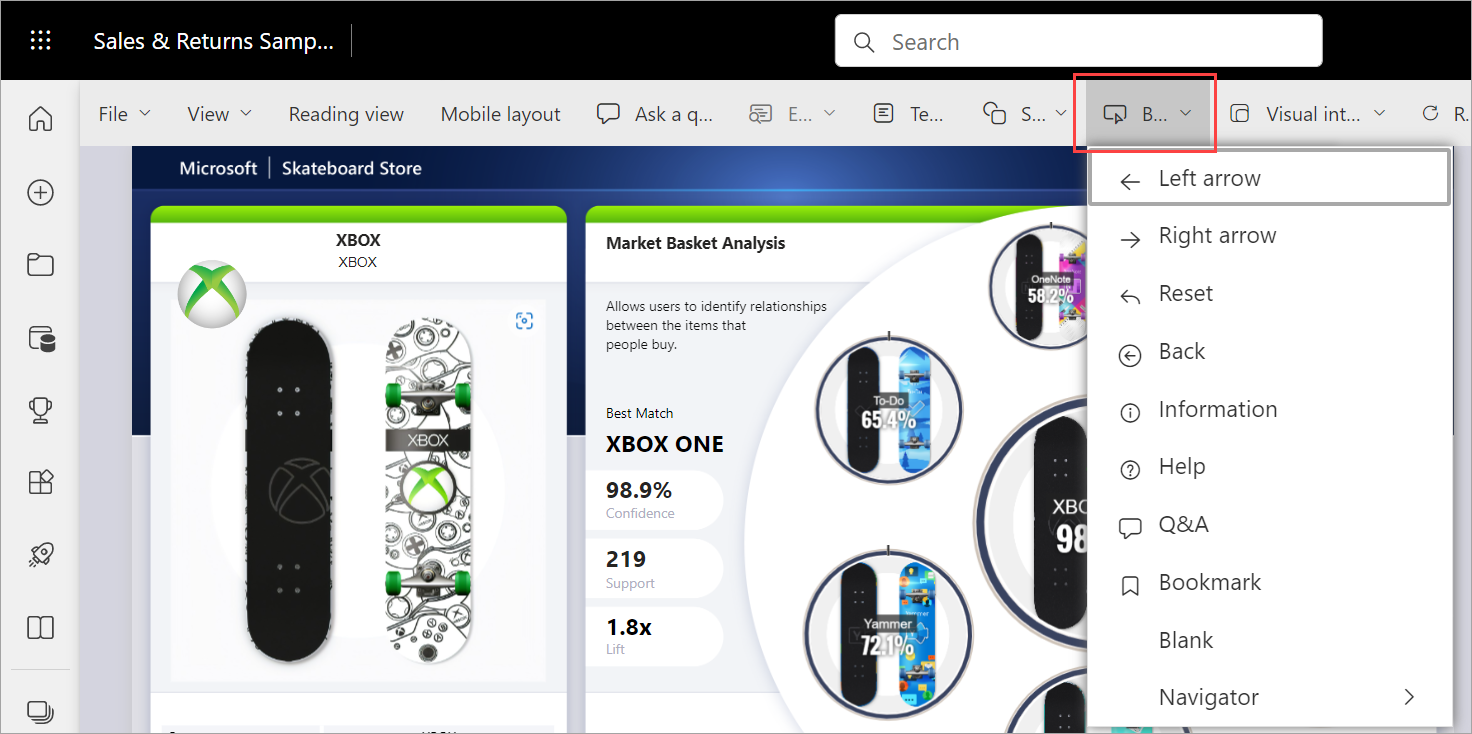 Sales & Returns Samp...
Search
File
View
Reading view
Mobile layout
Ask a q...
E...
Te...
S...
B...
Visual int...
R.
Microsoft | Skateboard Store
XBOX
XBOX
XBOX
Market Basket Analysis
Allows users to identify relationships
between the items that
people buy.
Best Match
XBOX ONE
98.9%
Confidence
219
Support
1.8x
Lift
OneNote
58.2%
To-Do
65.4%
XBO
98
Yammer
72.1%
Left arrow
Right arrow
Reset
Back
Information
Help
Q&A
Bookmark
Blank
Navigator